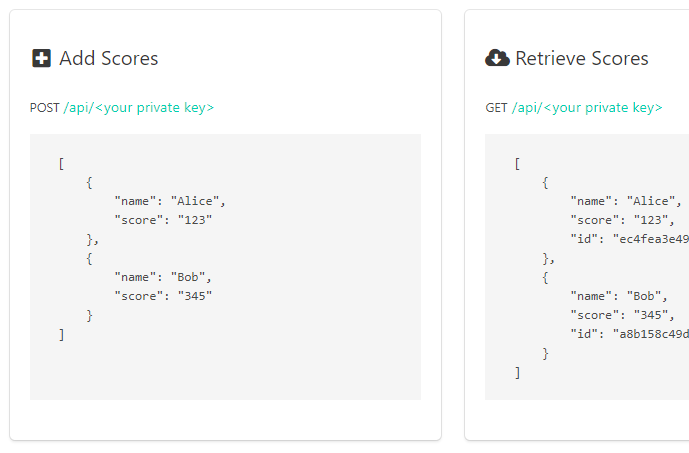 Add Scores
POST /api/<your private key>
[
    {
        "name": "Alice",
        "score": "123"
    },
    {
        "name": "Bob",
        "score": "345"
    }
]
Retrieve Scores
GET /api/<your private key>
[
    {
        "name": "Alice",
        "score": "123",
        "id": "ec4fea3e49
    },
    {
        "name": "Bob",
        "score": "345",
        "id": "a8b158c49d
    }
]